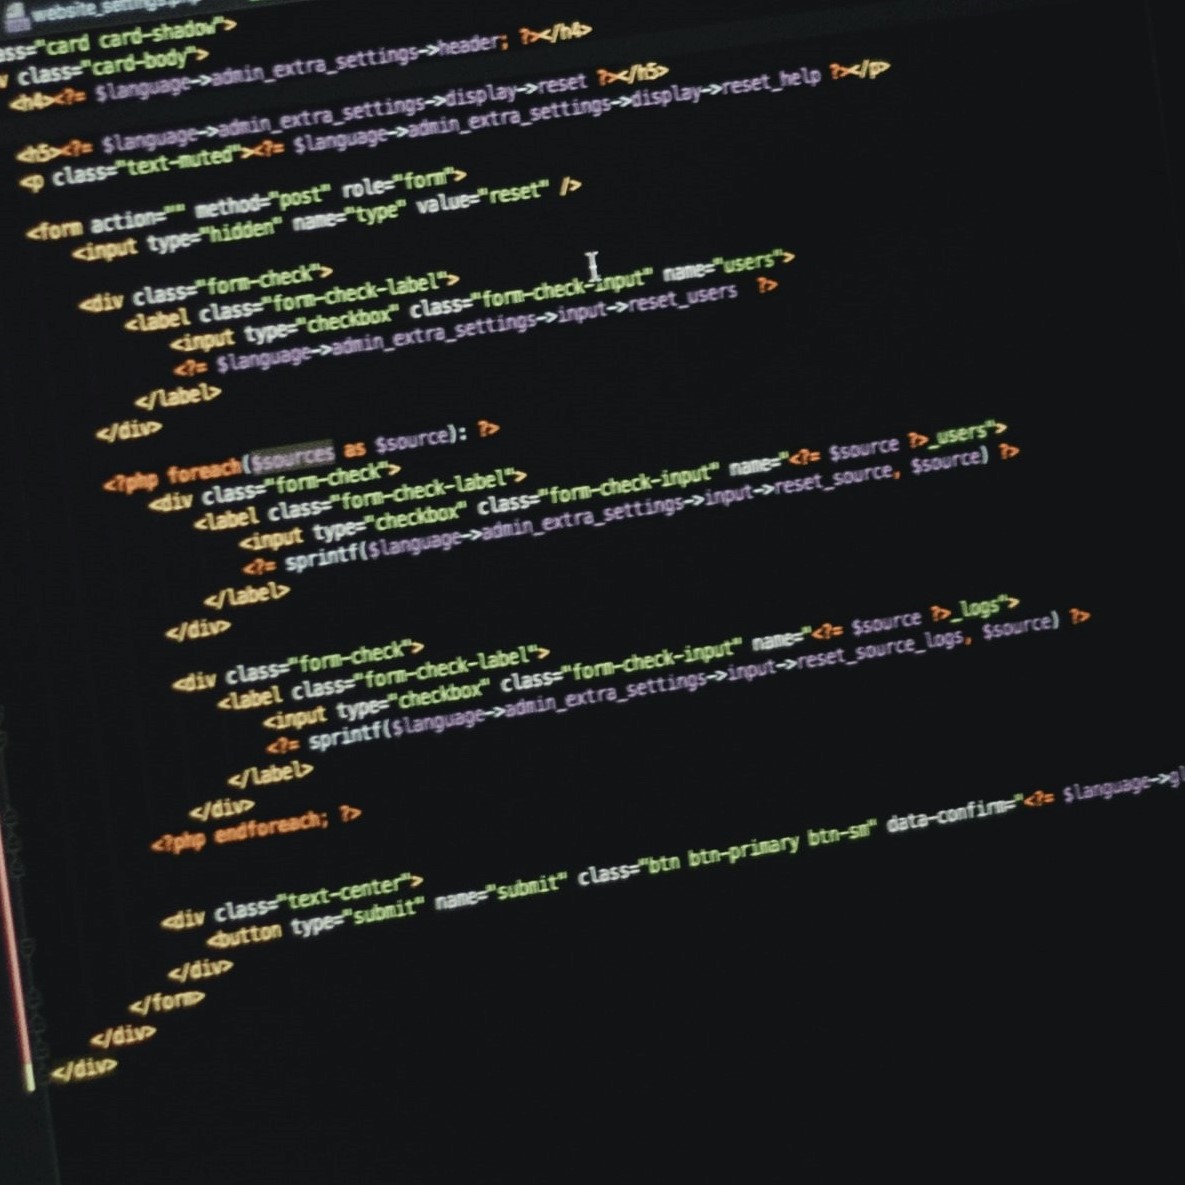 website_settings.php
ass="card card-shadow">
v class="card-body">
<h4><?= $language->admin_extra_settings->header; ?></h4>
<h5><?= $language->admin_extra_settings->display->reset ?></h5>
<p class="text-muted"><?= $language->admin_extra_settings->display->reset_help ?></p>
<form action="" method="post" role="form">
<input type="hidden" name="type" value="reset" />
<div class="form-check">
<label class="form-check-label">
<input type="checkbox" class="form-check-input" name="users">
<?= $language->admin_extra_settings->input->reset_users ?>
</label>
</div>
<?php foreach($sources as $source): ?>
<div class="form-check">
<label class="form-check-label">
<input type="checkbox" class="form-check-input" name="<?= $source ?>_users">
<?= sprintf($language->admin_extra_settings->input->reset_source, $source) ?>
</label>
</div>
<div class="form-check">
<label class="form-check-label">
<input type="checkbox" class="form-check-input" name="<?= $source ?>_logs">
<?= sprintf($language->admin_extra_settings->input->reset_source_logs, $source) ?>
</label>
</div>
<?php endforeach; ?>
<div class="text-center">
<button type="submit" name="submit" class="btn btn-primary btn-sm" data-confirm="<?= $language->gl
</div>
</form>
</div>
</div>